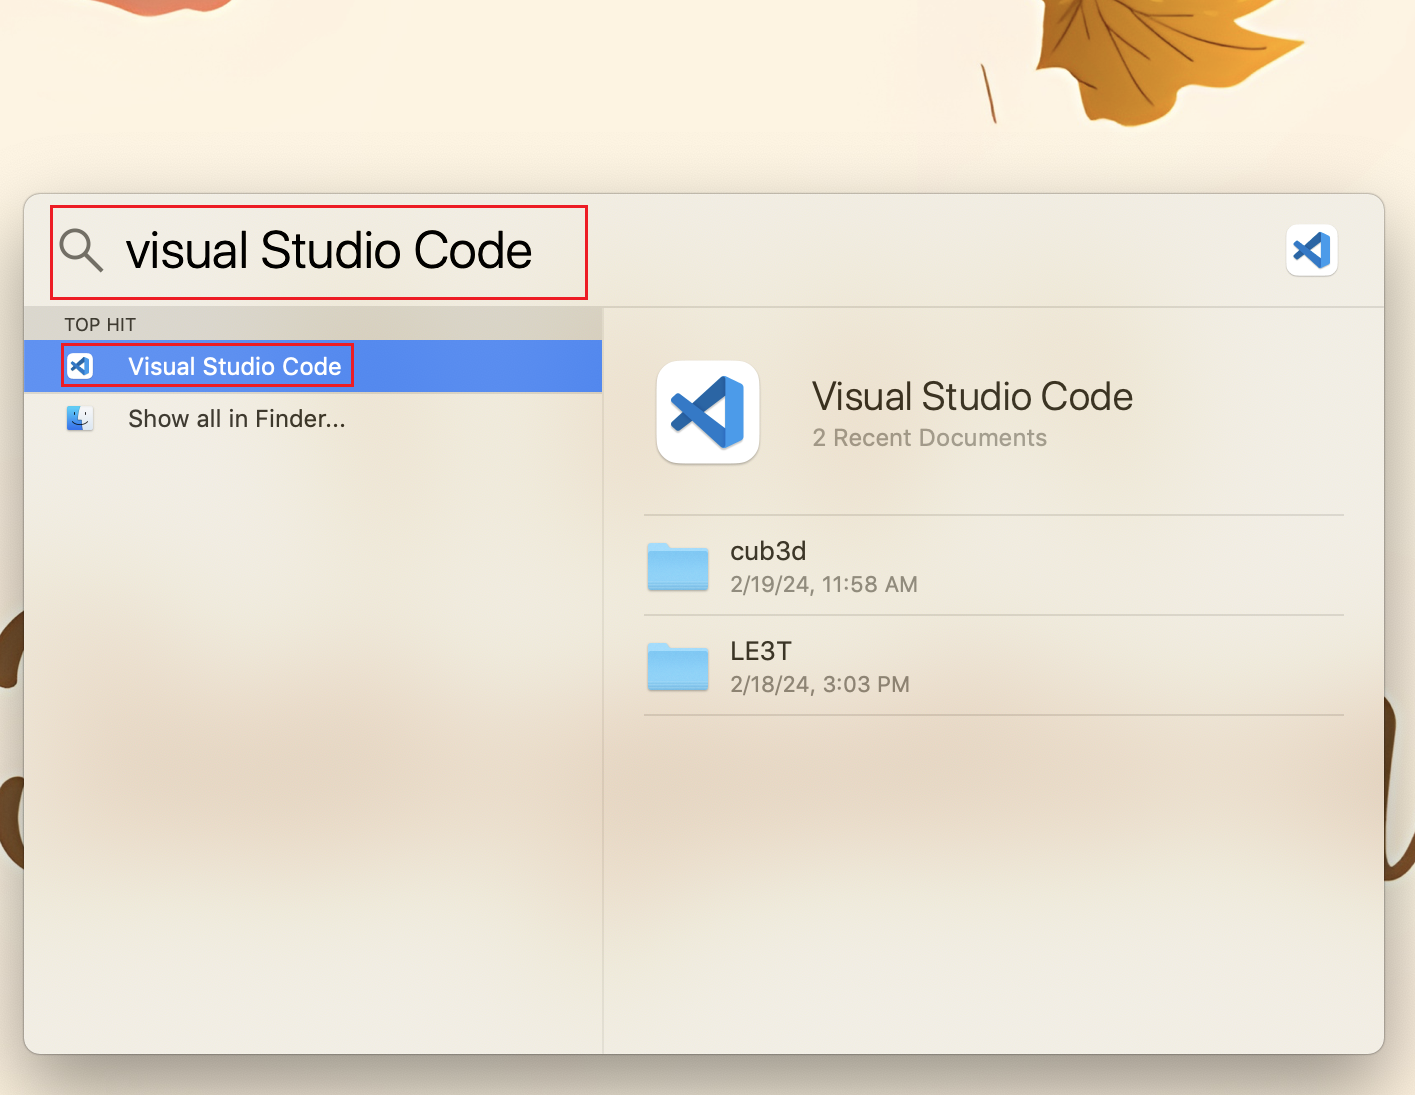 visual Studio Code
TOP HIT
Visual Studio Code
Show all in Finder...
Visual Studio Code
2 Recent Documents
cub3d
2/19/24, 11:58 AM
LE3T
2/18/24, 3:03 PM